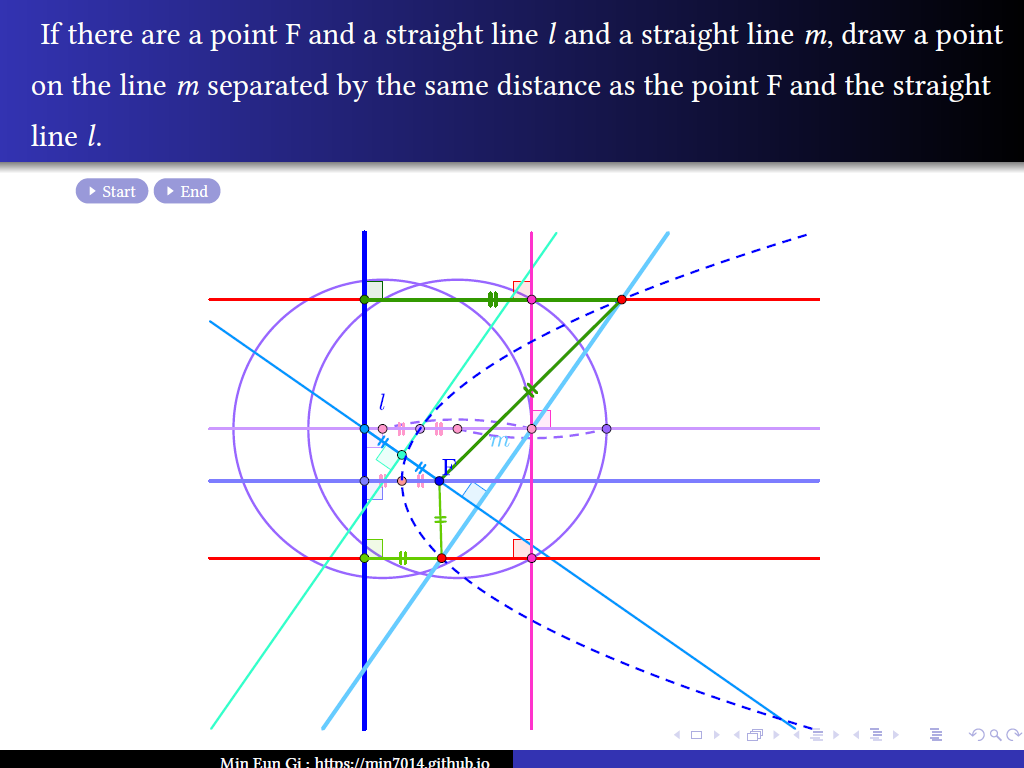 If there are a point F and a straight line l and a straight line m, draw a point
on the line m separated by the same distance as the point F and the straight
line l.
Start End
l
m
F
Min Eun Gi : https://min7014.github.io